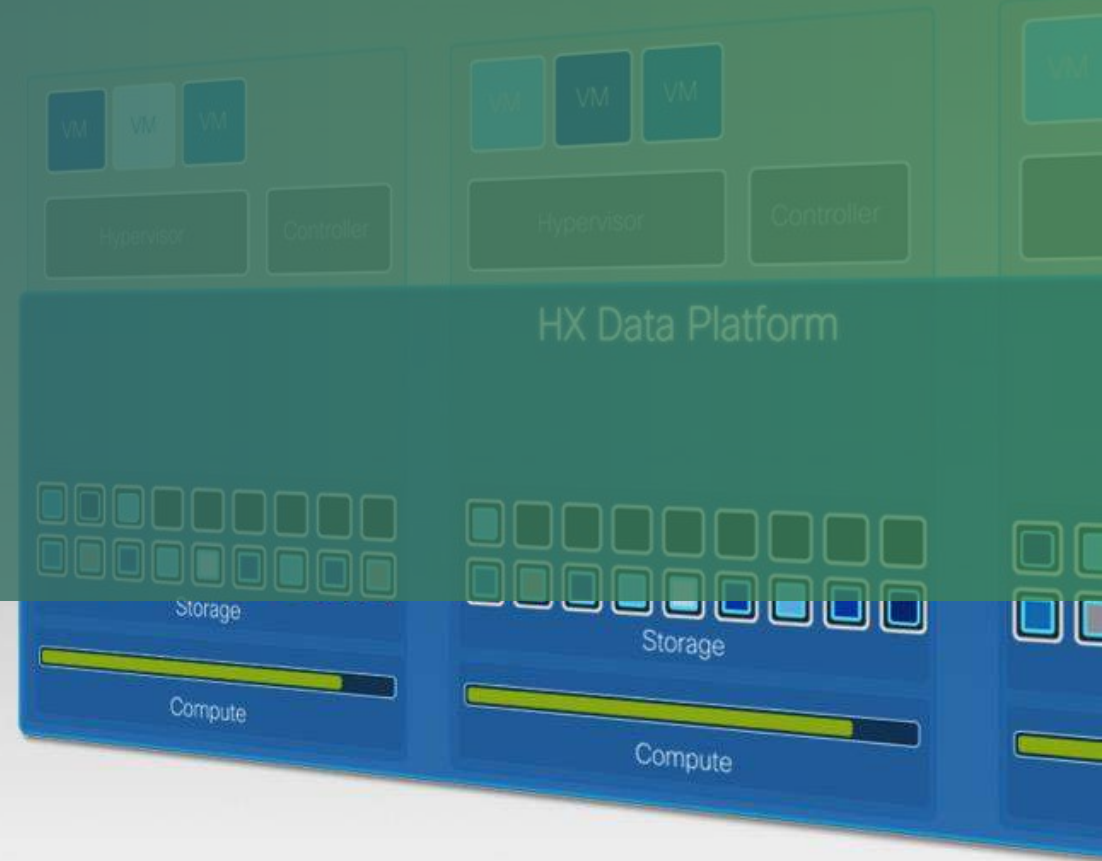 VM VM VM
VM VM VM
VM
Hypervisor Controller
Hypervisor Controller
HX Data Platform
Storage
Storage
Compute
Compute